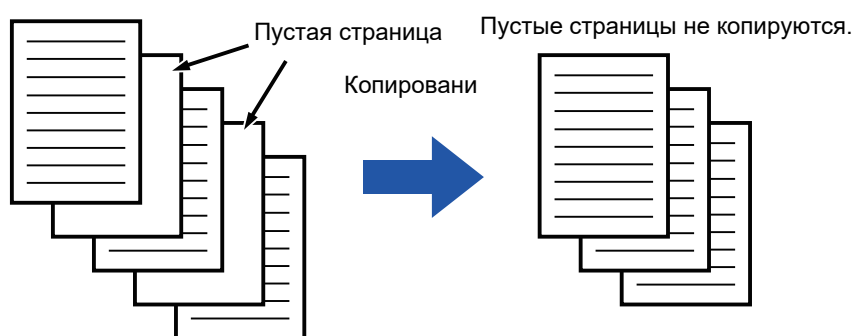 Пустая страница
Пустые страницы не копируются.
Копировани